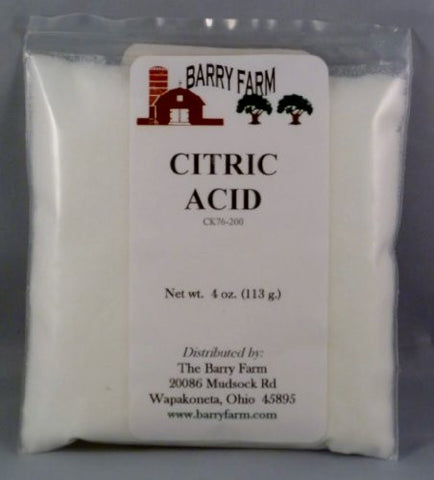 BARRY FARM
CITRIC
ACID
CK76-200
Net wt. 4 oz. (113 g.)
Distributed by:
The Barry Farm
20086 Mudsock Rd
Wapakoneta, Ohio 45895
www.barryfarm.com